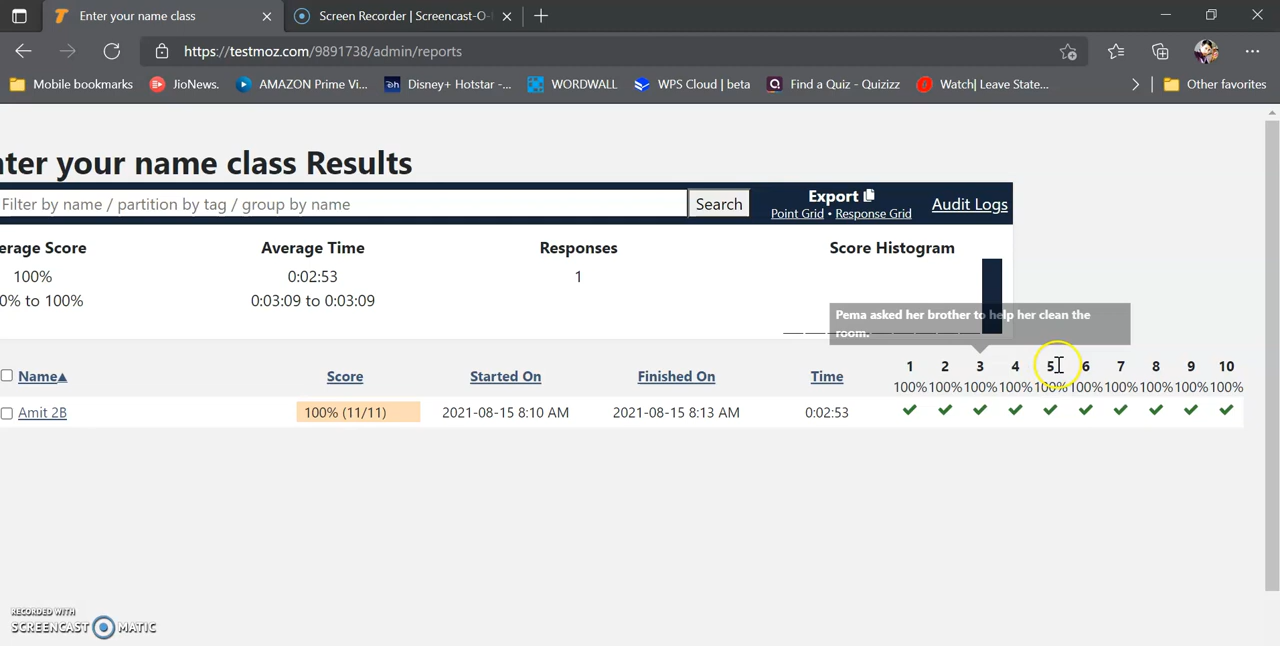 Enter your name class
Screen Recorder | Screencast-O-
https://testmoz.com/9891738/admin/reports
Mobile bookmarks JioNews. AMAZON Prime Vi... Disney+ Hotstar -... WORDWALL WPS Cloud | beta Find a Quiz - Quizizz Watch| Leave State... Other favorites
nter your name class Results
Filter by name / partition by tag / group by name Search Export Audit Logs
Point Grid • Response Grid
erage Score Average Time Responses Score Histogram
100% 0:02:53 1
0% to 100% 0:03:09 to 0:03:09
Pema asked her brother to help her clean the
room.
Name▲ Score Started On Finished On Time 1 2 3 4 5 6 7 8 9 10
100% 100% 100% 100% 100% 100% 100% 100% 100% 100%
Amit 2B 100% (11/11) 2021-08-15 8:10 AM 2021-08-15 8:13 AM 0:02:53
RECORDED WITH
SCREENCAST MATIC